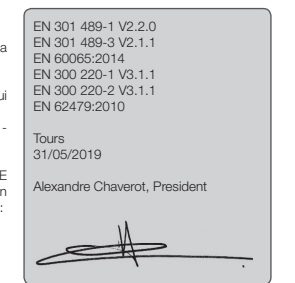 a
ui
-
E
n
:
EN 301 489-1 V2.2.0
EN 301 489-3 V2.1.1
EN 60065:2014
EN 300 220-1 V3.1.1
EN 300 220-2 V3.1.1
EN 62479:2010
Tours
31/05/2019
Alexandre Chaverot, President